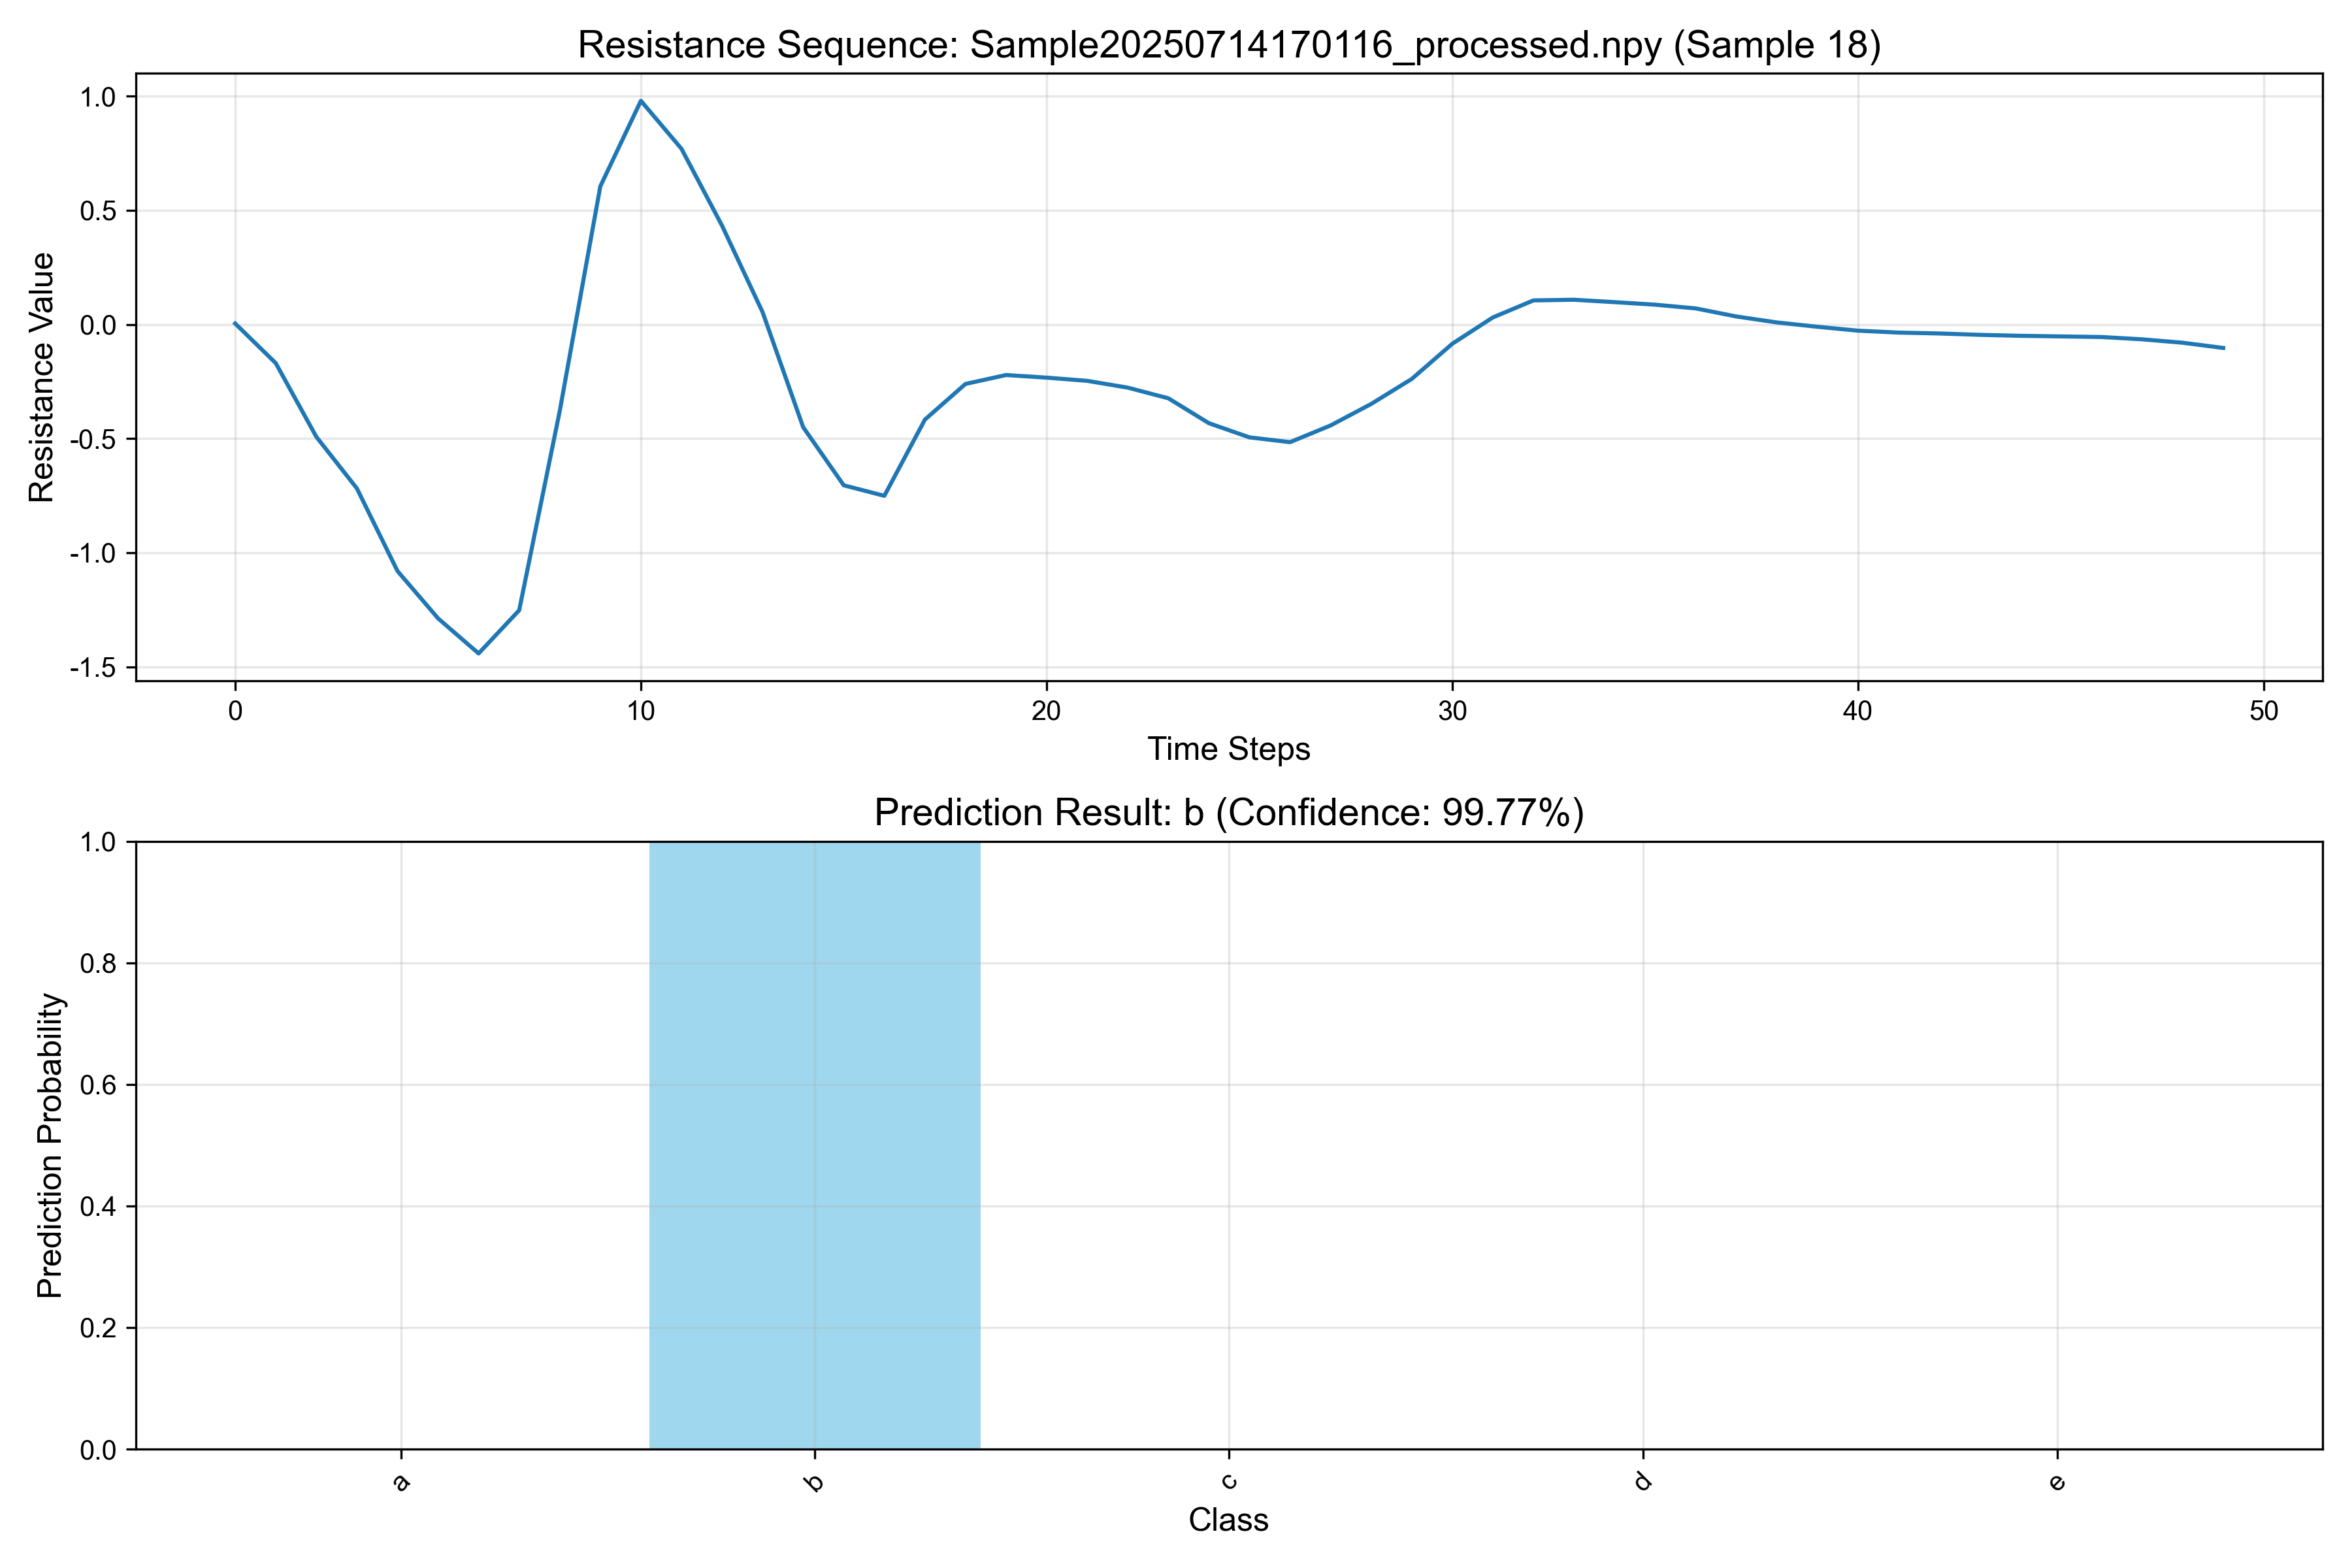 Resistance Sequence: Sample20250714170116_processed.npy (Sample 18)
1.0
0.5
0.0
-0.5
-1.0
-1.5
Resistance Value
0 10 20 30 40 50
Time Steps
Prediction Result: b (Confidence: 99.77%)
1.0
0.8
0.6
0.4
0.2
0.0
Prediction Probability
a b c d e
Class